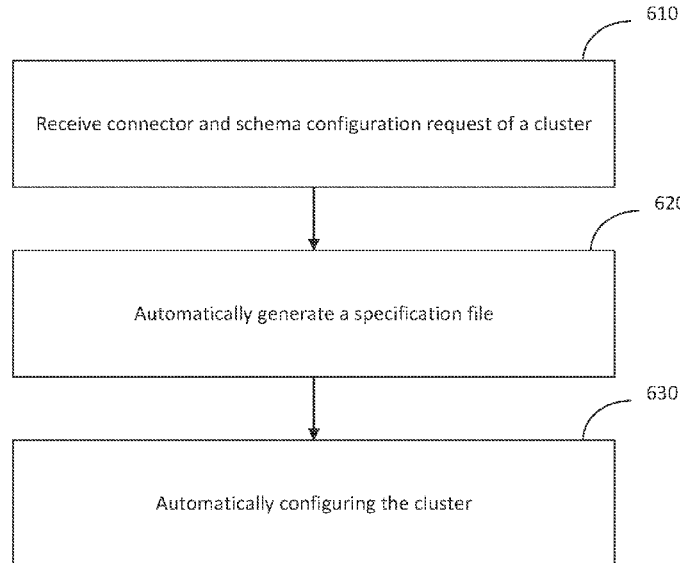 610
Receive connector and schema configuration request of a cluster
620
Automatically generate a specification file
630
Automatically configuring the cluster